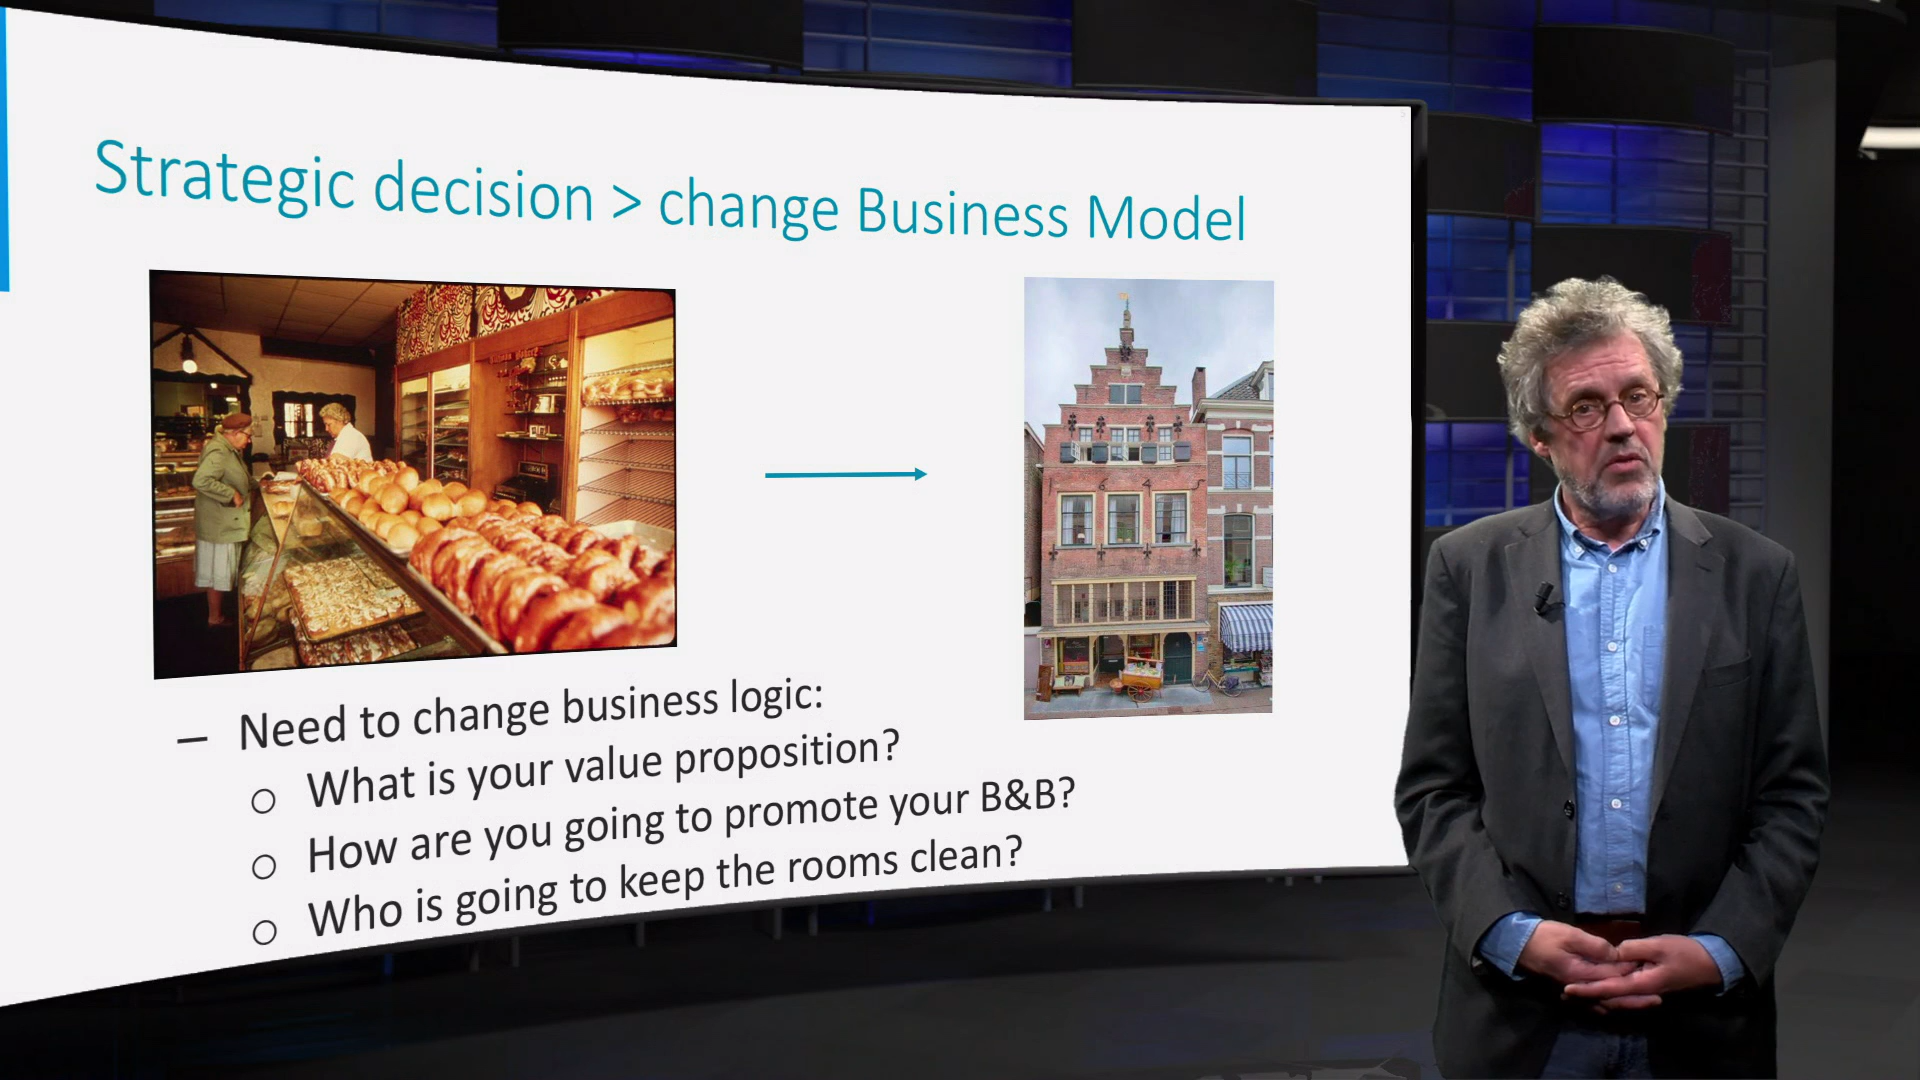 Strategic decision > change Business Model
– Need to change business logic:
o What is your value proposition?
o How are you going to promote your B&B?
o Who is going to keep the rooms clean?